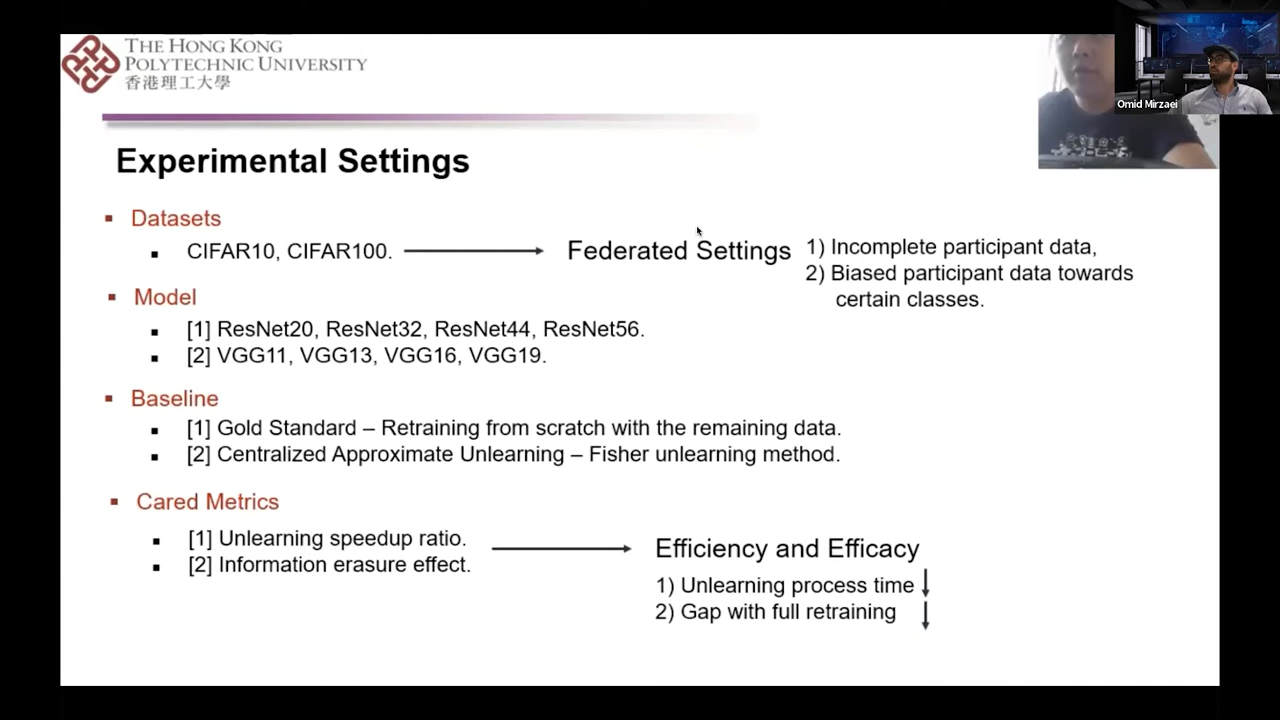 THE HONG KONG
POLYTECHNIC UNIVERSITY
香港理工大學
Omid Mirzaei
Experimental Settings
Datasets
CIFAR10, CIFAR100.
Federated Settings
1) Incomplete participant data,
2) Biased participant data towards
certain classes.
Model
[1] ResNet20, ResNet32, ResNet44, ResNet56.
[2] VGG11, VGG13, VGG16, VGG19.
Baseline
[1] Gold Standard – Retraining from scratch with the remaining data.
[2] Centralized Approximate Unlearning – Fisher unlearning method.
Cared Metrics
[1] Unlearning speedup ratio.
[2] Information erasure effect.
Efficiency and Efficacy
1) Unlearning process time
2) Gap with full retraining